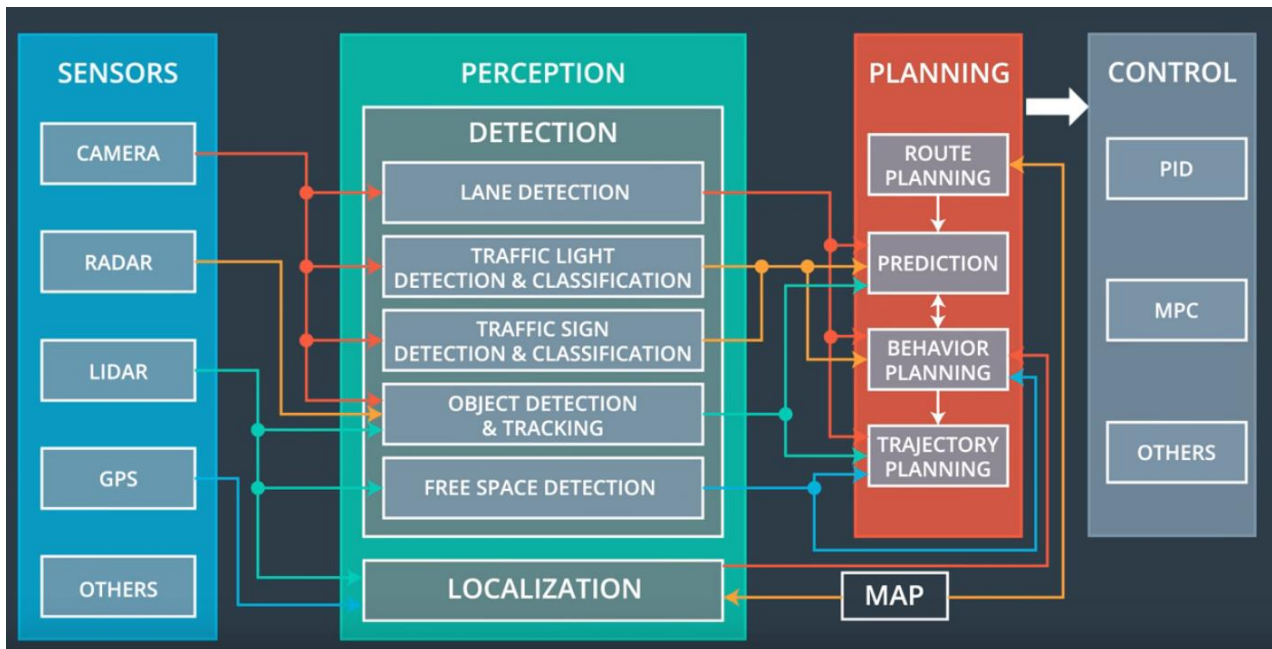 SENSORS
CAMERA
RADAR
LIDAR
GPS
OTHERS
PERCEPTION
DETECTION
LANE DETECTION
TRAFFIC LIGHT
DETECTION & CLASSIFICATION
TRAFFIC SIGN
DETECTION & CLASSIFICATION
OBJECT DETECTION
& TRACKING
FREE SPACE DETECTION
LOCALIZATION
PLANNING
ROUTE
PLANNING
PREDICTION
BEHAVIOR
PLANNING
TRAJECTORY
PLANNING
MAP
CONTROL
PID
MPC
OTHERS